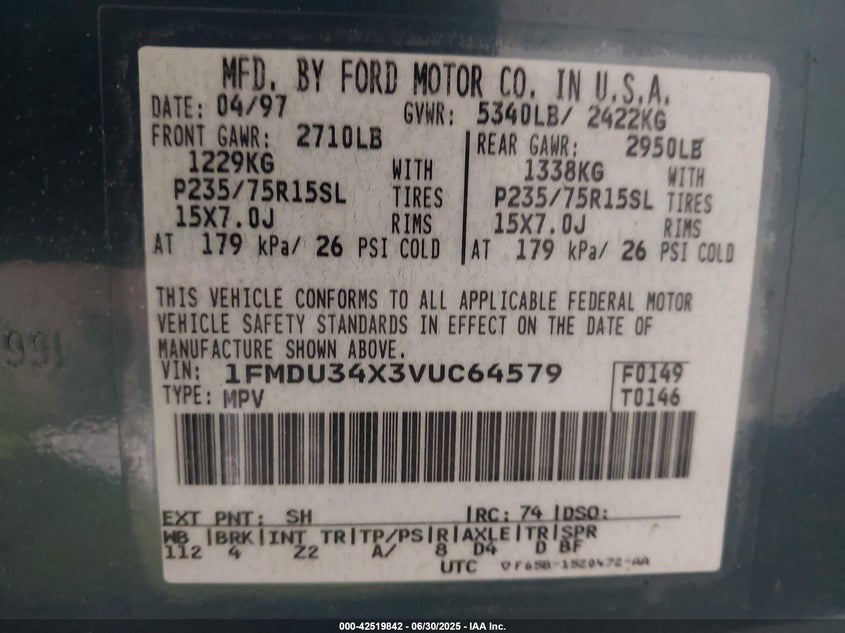 MFD. BY FORD MOTOR CO. IN U.S.A.
DATE: 04/97 GVWR: 5340LB/ 2422KG
FRONT GAWR: 2710LB REAR GAWR: 2950LB
1229KG WITH 1338KG WITH
P235/75R15SL TIRES P235/75R15SL TIRES
15X7.0J RIMS 15X7.0J RIMS
AT 179 kPa/ 26 PSI COLD AT 179 kPa/ 26 PSI COLD
THIS VEHICLE CONFORMS TO ALL APPLICABLE FEDERAL MOTOR
VEHICLE SAFETY STANDARDS IN EFFECT ON THE DATE OF
MANUFACTURE SHOWN ABOVE.
VIN: 1FMDU34X3VUC64579 F0149
TYPE: MPV T0146
EXT PNT: SH RC: 74 DSO:
WB BRK INT TR TP/PS R AXLE TR SPR
112 4 Z2 A/ 8 D4 D BF
UTC ▽F65B-1520472-AA
000-42519842 - 06/30/2025 - IAA Inc.